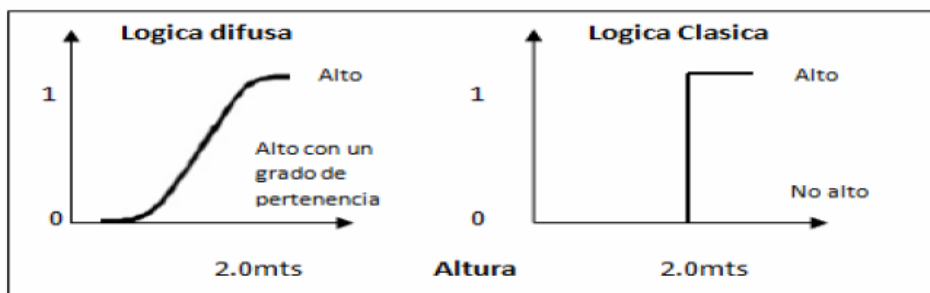 Logica difusa
1
Alto
Alto con un
grado de
pertenencia
0
2.0mts
Logica Clasica
1
Alto
No alto
0
2.0mts
Altura